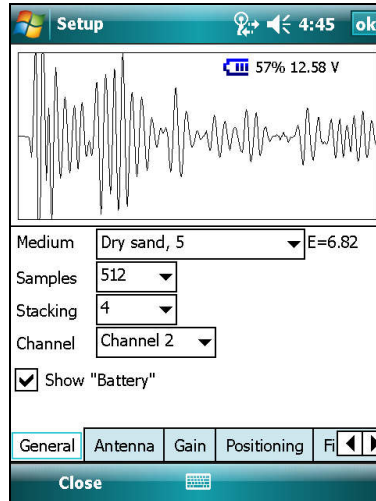 Setup 4:45 ok
57% 12.58 V
Medium Dry sand, 5 E=6.82
Samples 512
Stacking 4
Channel Channel 2
Show "Battery"
General Antenna Gain Positioning Fi
Close